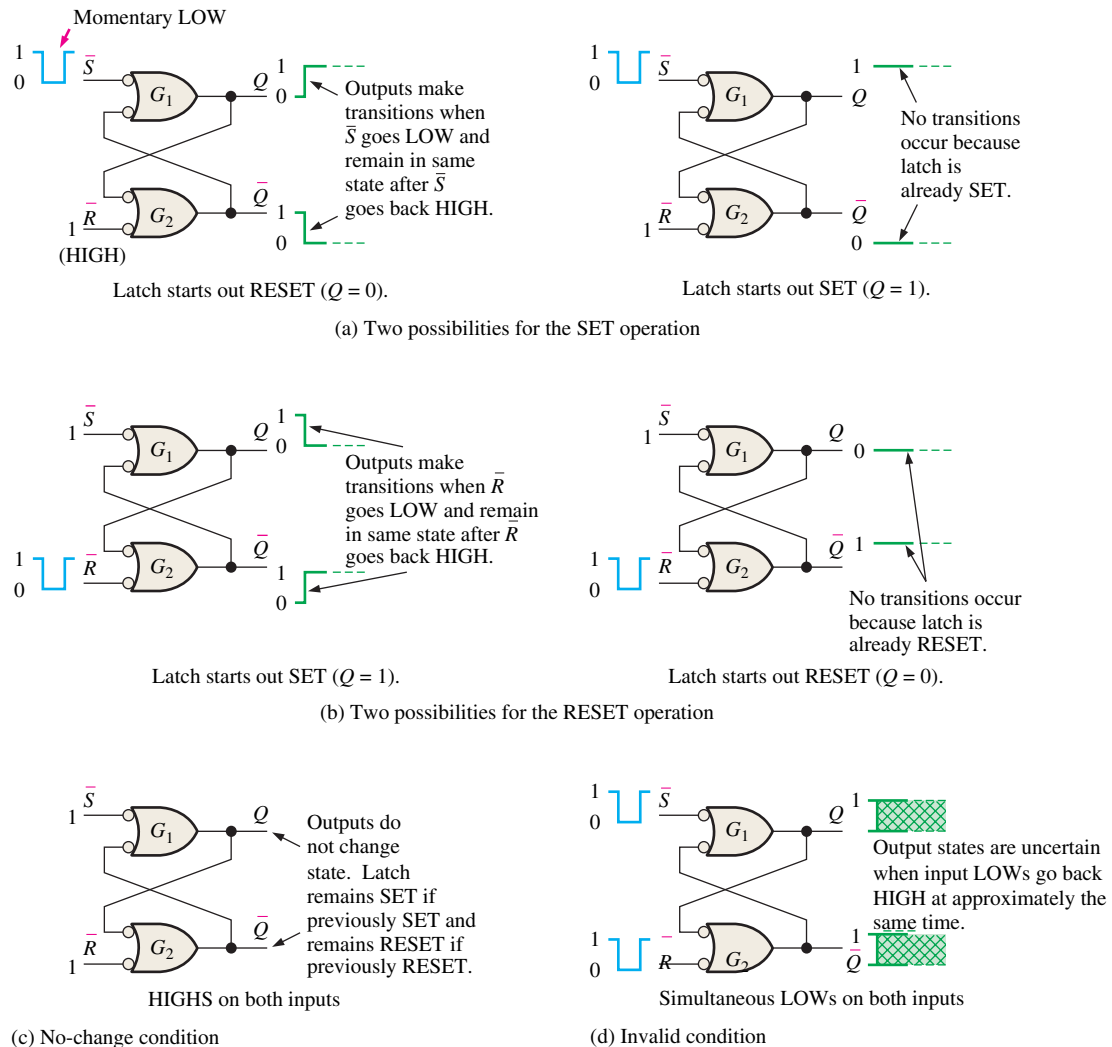 Momentary LOW
1
0
S̅
G₁
Q
1
0
Outputs make
transitions when
S̅ goes LOW and
remain in same
state after S̅
goes back HIGH.
1
R̅
(HIGH)
G₂
Q̅
1
0
Latch starts out RESET (Q = 0).
1
0
S̅
G₁
1
Q
No transitions
occur because
latch is
already SET.
R̅
1
G₂
Q̅
0
Latch starts out SET (Q = 1).
(a) Two possibilities for the SET operation
S̅
1
G₁
Q
1
0
Outputs make
transitions when R̅
goes LOW and remain
in same state after R̅
goes back HIGH.
1
0
R̅
G₂
Q̅
1
0
Latch starts out SET (Q = 1).
S̅
1
G₁
Q
0
1
0
R̅
G₂
Q̅
1
No transitions occur
because latch is
already RESET.
Latch starts out RESET (Q = 0).
(b) Two possibilities for the RESET operation
S̅
1
G₁
Q
Outputs do
not change
state. Latch
remains SET if
previously SET and
remains RESET if
previously RESET.
R̅
1
G₂
Q̅
HIGHS on both inputs
(c) No-change condition
1
0
S̅
G₁
Q
1
0
Output states are uncertain
when input LOWs go back
HIGH at approximately the
same time.
1
0
R̅
G₂
1
Q̅
0
Simultaneous LOWs on both inputs
(d) Invalid condition